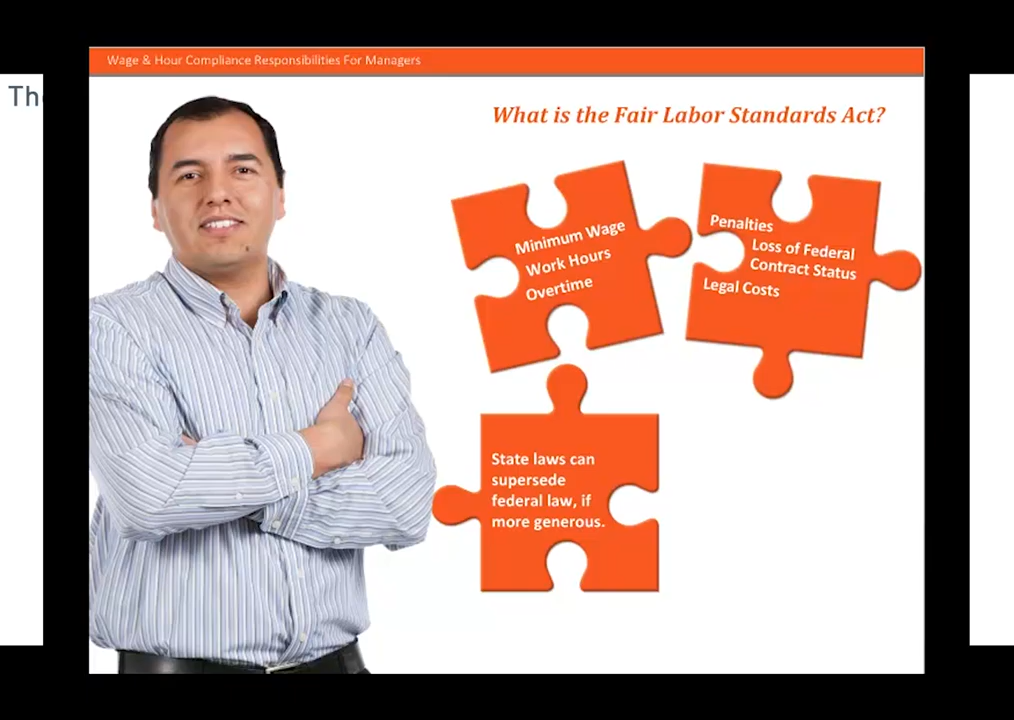 Wage & Hour Compliance Responsibilities For Managers
The
What is the Fair Labor Standards Act?
Minimum Wage
Work Hours
Overtime
Penalties
Loss of Federal
Contract Status
Legal Costs
State laws can
supersede
federal law, if
more generous.